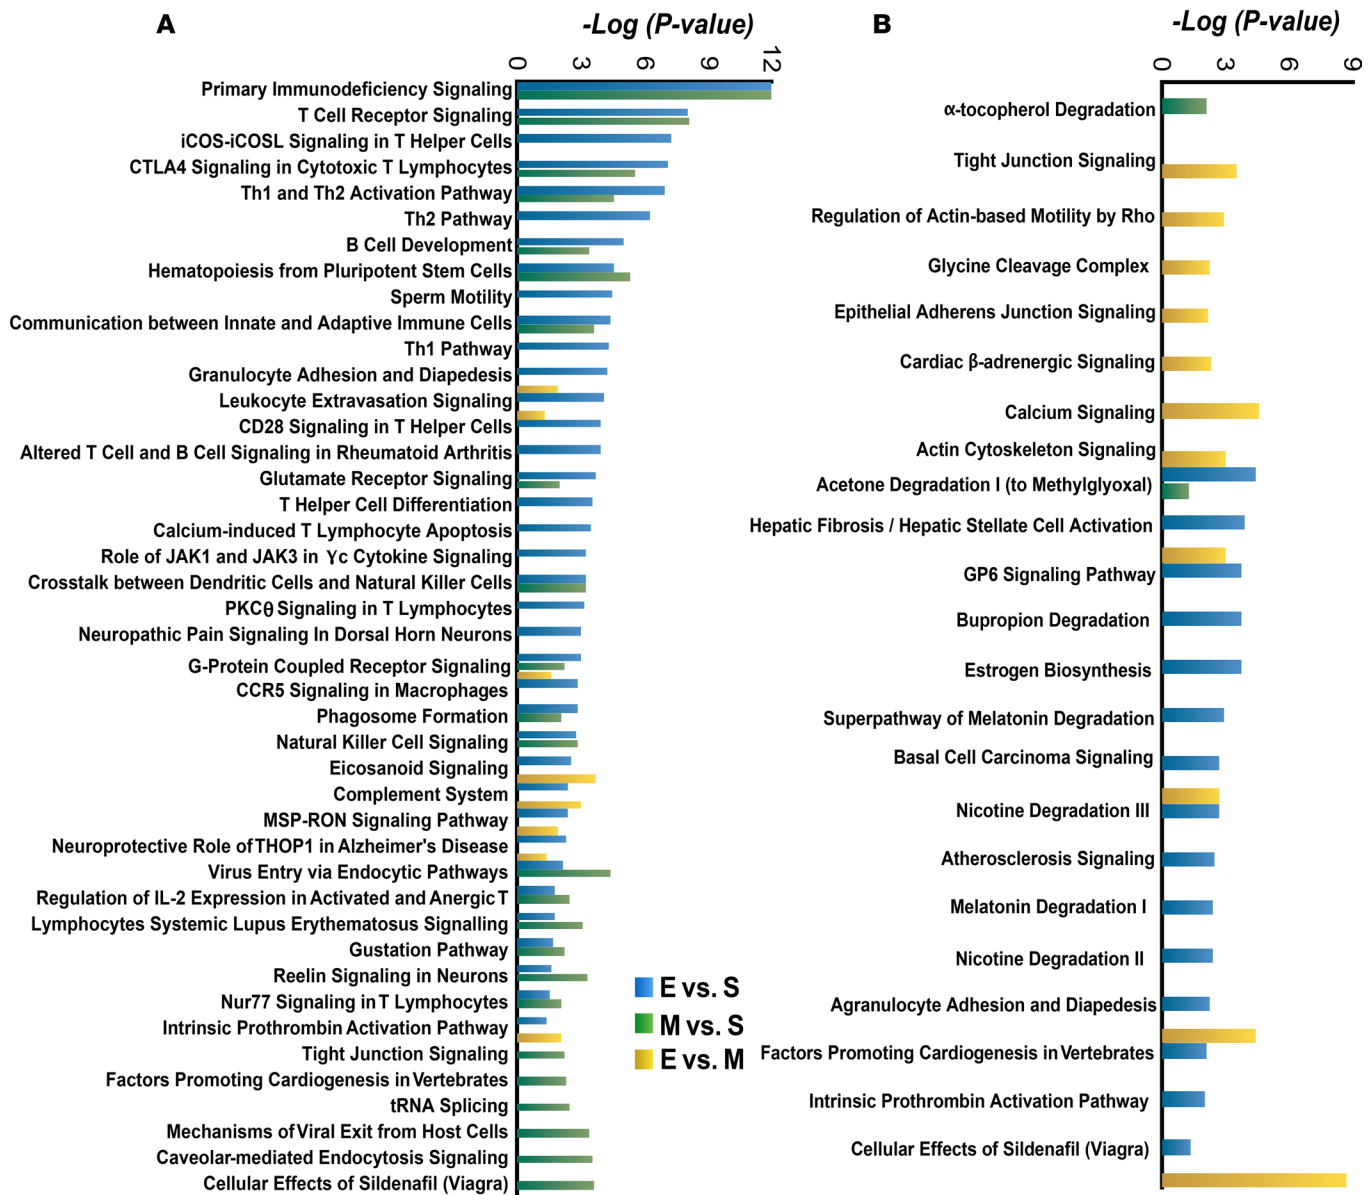 A
-Log (P-value)
0 3 6 9 12
Primary Immunodeficiency Signaling
T Cell Receptor Signaling
iCOS-iCOSL Signaling in T Helper Cells
CTLA4 Signaling in Cytotoxic T Lymphocytes
Th1 and Th2 Activation Pathway
Th2 Pathway
B Cell Development
Hematopoiesis from Pluripotent Stem Cells
Sperm Motility
Communication between Innate and Adaptive Immune Cells
Th1 Pathway
Granulocyte Adhesion and Diapedesis
Leukocyte Extravasation Signaling
CD28 Signaling in T Helper Cells
Altered T Cell and B Cell Signaling in Rheumatoid Arthritis
Glutamate Receptor Signaling
T Helper Cell Differentiation
Calcium-induced T Lymphocyte Apoptosis
Role of JAK1 and JAK3 in γc Cytokine Signaling
Crosstalk between Dendritic Cells and Natural Killer Cells
PKCθ Signaling in T Lymphocytes
Neuropathic Pain Signaling In Dorsal Horn Neurons
G-Protein Coupled Receptor Signaling
CCR5 Signaling in Macrophages
Phagosome Formation
Natural Killer Cell Signaling
Eicosanoid Signaling
Complement System
MSP-RON Signaling Pathway
Neuroprotective Role of THOP1 in Alzheimer's Disease
Virus Entry via Endocytic Pathways
Regulation of IL-2 Expression in Activated and Anergic T
Lymphocytes Systemic Lupus Erythematosus Signalling
Gustation Pathway
Reelin Signaling in Neurons
Nur77 Signaling in T Lymphocytes
Intrinsic Prothrombin Activation Pathway
Tight Junction Signaling
Factors Promoting Cardiogenesis in Vertebrates
tRNA Splicing
Mechanisms of Viral Exit from Host Cells
Caveolar-mediated Endocytosis Signaling
Cellular Effects of Sildenafil (Viagra)
E vs. S
M vs. S
E vs. M
B
-Log (P-value)
0 3 6 9
α-tocopherol Degradation
Tight Junction Signaling
Regulation of Actin-based Motility by Rho
Glycine Cleavage Complex
Epithelial Adherens Junction Signaling
Cardiac β-adrenergic Signaling
Calcium Signaling
Actin Cytoskeleton Signaling
Acetone Degradation I (to Methylglyoxal)
Hepatic Fibrosis / Hepatic Stellate Cell Activation
GP6 Signaling Pathway
Bupropion Degradation
Estrogen Biosynthesis
Superpathway of Melatonin Degradation
Basal Cell Carcinoma Signaling
Nicotine Degradation III
Atherosclerosis Signaling
Melatonin Degradation I
Nicotine Degradation II
Agranulocyte Adhesion and Diapedesis
Factors Promoting Cardiogenesis in Vertebrates
Intrinsic Prothrombin Activation Pathway
Cellular Effects of Sildenafil (Viagra)